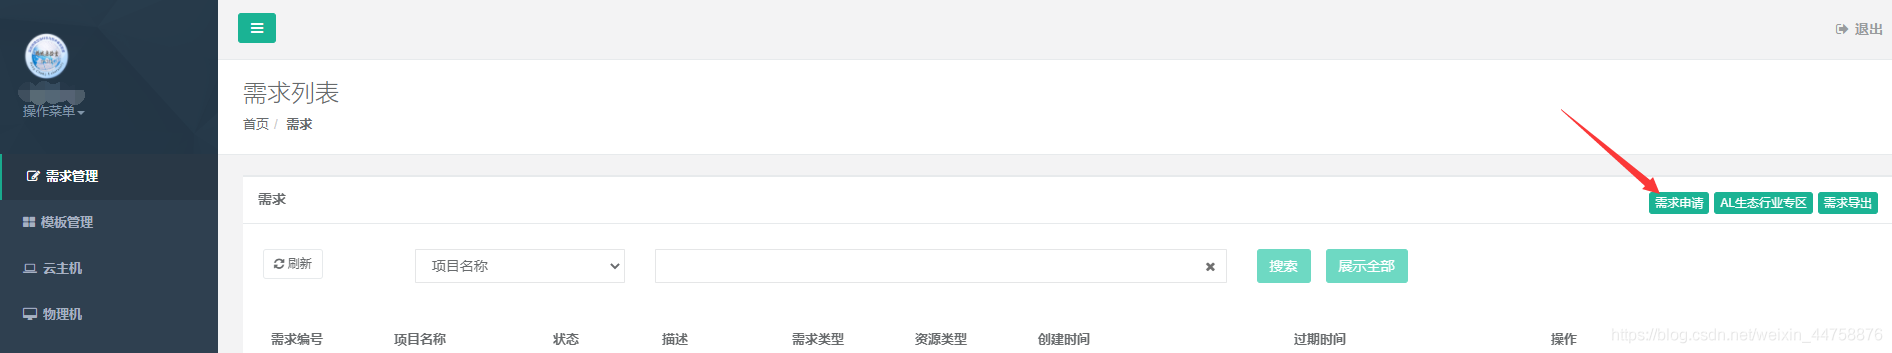 退出
操作菜单
需求管理
模板管理
云主机
物理机
需求列表
首页 / 需求
需求
需求申请 AL生态行业专区 需求导出
刷新 项目名称 搜索 展示全部
需求编号 项目名称 状态 描述 需求类型 资源类型 创建时间 过期时间 操作
https://blog.csdn.net/weixin_44758876